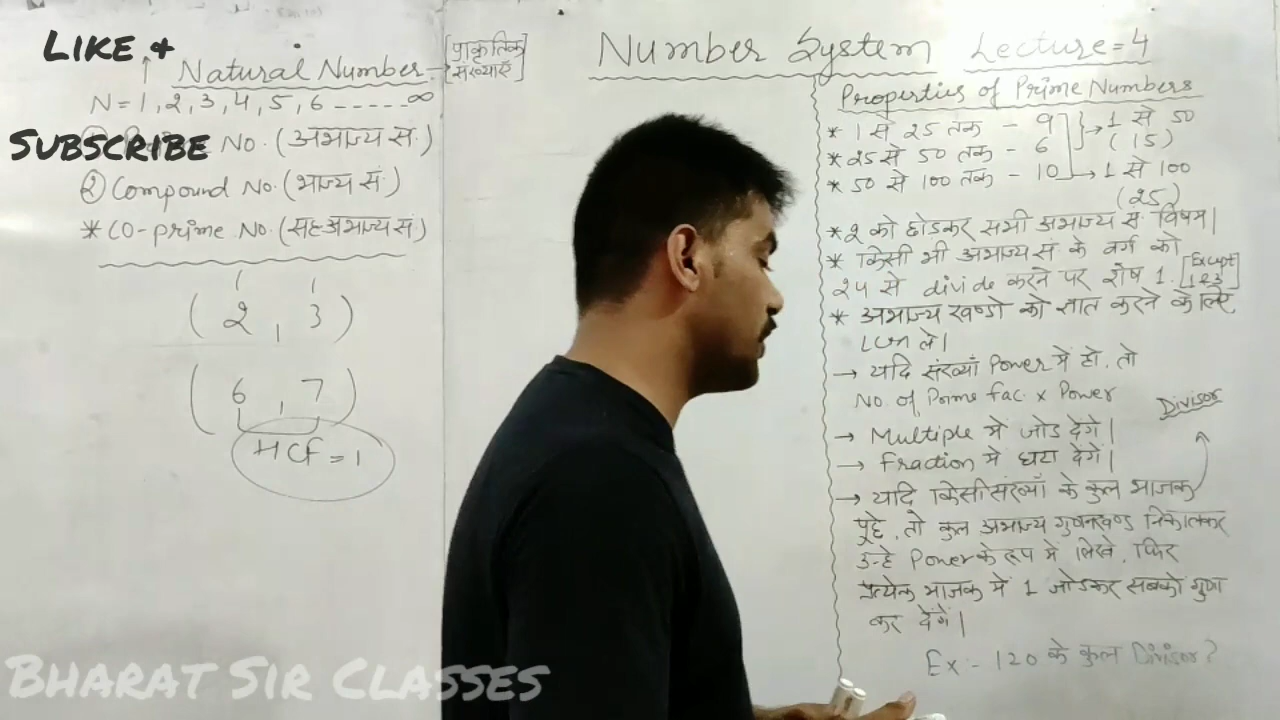 LIKE &
SUBSCRIBE
Natural Number → [प्राकृतिक
संख्याएँ]
N = 1, 2, 3, 4, 5, 6 ------∞
No. (अभाज्य सं.)
② Compound No. (भाज्य सं.)
* CO-prime No. (सहअभाज्य सं)
(2, 3)
(6, 7)
HCF = 1
Number System Lecture = 4
Properties of Prime Numbers
* 1 से 25 तक - 9
* 25 से 50 तक - 6
* 50 से 100 तक - 10
→ 1 से 50
(15)
→ 1 से 100
(25)
* 2 को छोडकर सभी अभाज्य सं. विषम।
* किसी भी अभाज्य सं. के वर्ग को
24 से divide करने पर शेष 1. [Except
* अभाज्य खण्डो को ज्ञात करने के लिए
LCM ले।
→ यदि संख्याँ Power में हो, तो
No. of Prime fac. × Power
→ Multiple में जोड देंगे।
→ fraction में घटा देंगे।
→ यदि किसी संख्याँ के कुल भाजक
Divisor
पूछे, तो कुल अभाज्य गुणनखण्ड निकालकर
उन्हे Power के रूप में लिखे, फिर
प्रत्येक भाजक में 1 जोडकर सबको गुणा
कर देंगें।
Ex :- 120 के कुल Divisor?
BHARAT SIR CLASSES